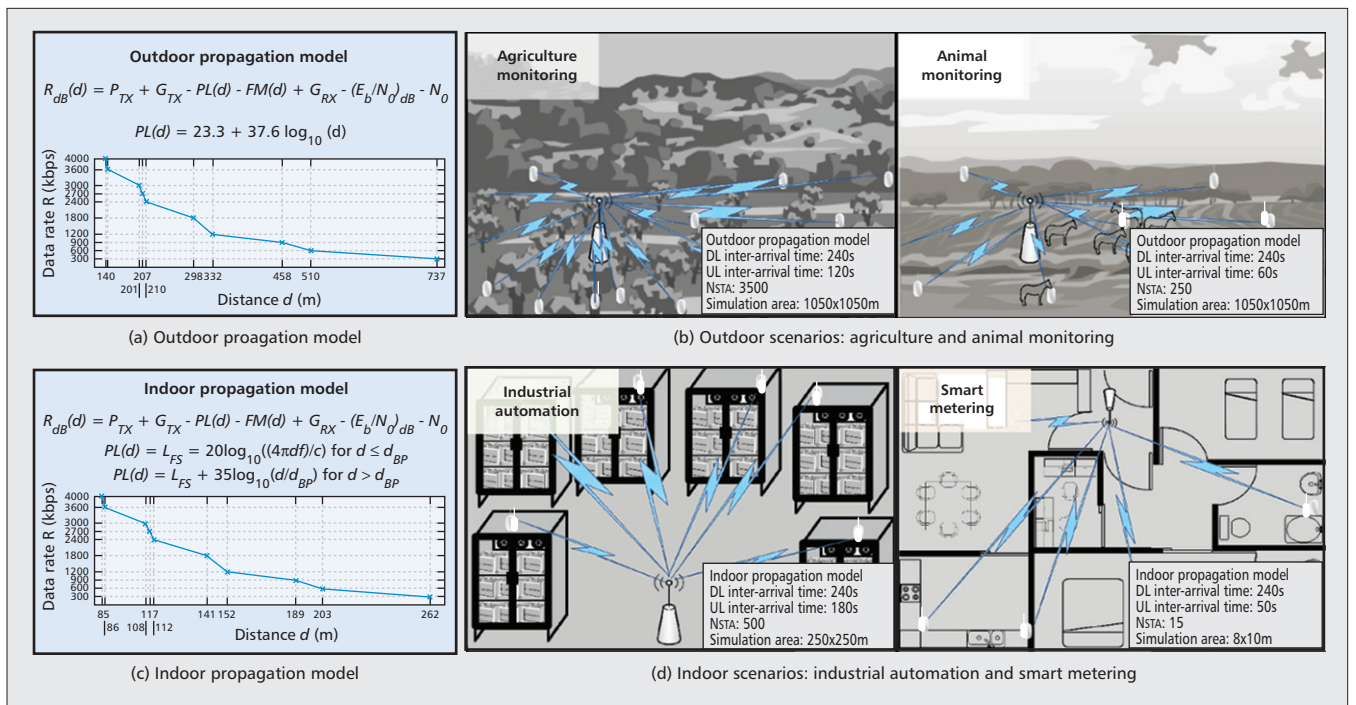 Outdoor propagation model
R_dB(d) = P_TX + G_TX - PL(d) - FM(d) + G_RX - (E_b/N_0)_dB - N_0
PL(d) = 23.3 + 37.6 log_10 (d)
Data rate R (kbps)
4000
3600
3000
2700
2400
1800
1200
900
600
300
140 207 298 332 458 510 737
201 210
Distance d (m)
(a) Outdoor proagation model
Agriculture
monitoring
Outdoor propagation model
DL inter-arrival time: 240s
UL inter-arrival time: 120s
NSTA: 3500
Simulation area: 1050x1050m
Animal
monitoring
Outdoor propagation model
DL inter-arrival time: 240s
UL inter-arrival time: 60s
NSTA: 250
Simulation area: 1050x1050m
(b) Outdoor scenarios: agriculture and animal monitoring
Indoor propagation model
R_dB(d) = P_TX + G_TX - PL(d) - FM(d) + G_RX - (E_b/N_0)_dB - N_0
PL(d) = L_FS = 20log_10((4πdf)/c) for d ≤ d_BP
PL(d) = L_FS + 35log_10(d/d_BP) for d > d_BP
Data rate R (kbps)
4000
3600
3000
2700
2400
1800
1200
900
600
300
85 117 141 152 189 203 262
86 108 112
Distance d (m)
(c) Indoor propagation model
Industrial
automation
Indoor propagation model
DL inter-arrival time: 240s
UL inter-arrival time: 180s
NSTA: 500
Simulation area: 250x250m
Smart
metering
Indoor propagation model
DL inter-arrival time: 240s
UL inter-arrival time: 50s
NSTA: 15
Simulation area: 8x10m
(d) Indoor scenarios: industrial automation and smart metering